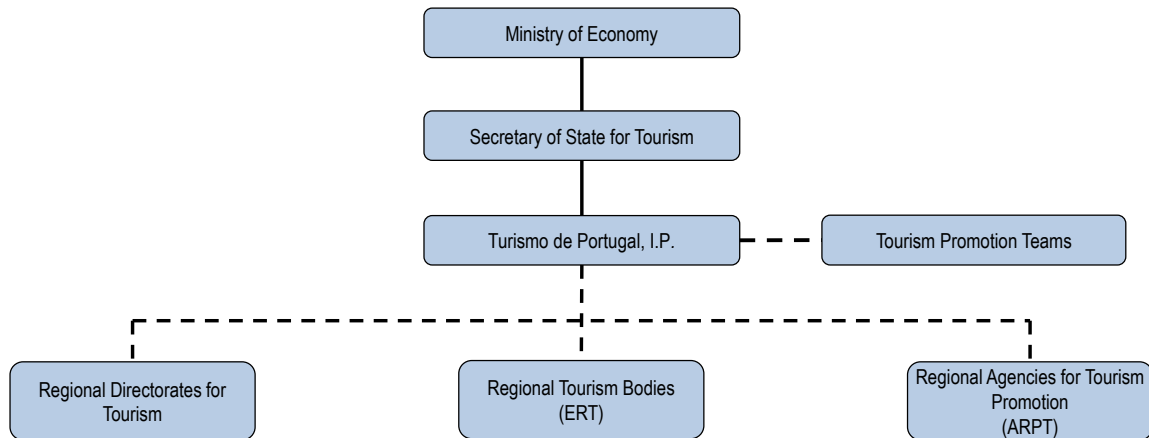 Ministry of Economy
Secretary of State for Tourism
Turismo de Portugal, I.P.
Tourism Promotion Teams
Regional Directorates for
Tourism
Regional Tourism Bodies
(ERT)
Regional Agencies for Tourism
Promotion
(ARPT)